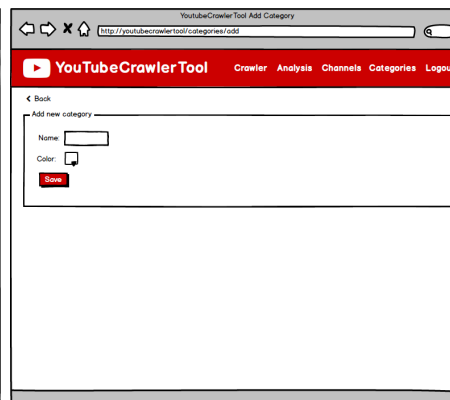 YoutubeCrawlerTool Add Category
http://youtubecrawlertool/categories/add
YouTubeCrawlerTool Crawler Analysis Channels Categories Logou
Back
Add new category
Name:
Color:
Save